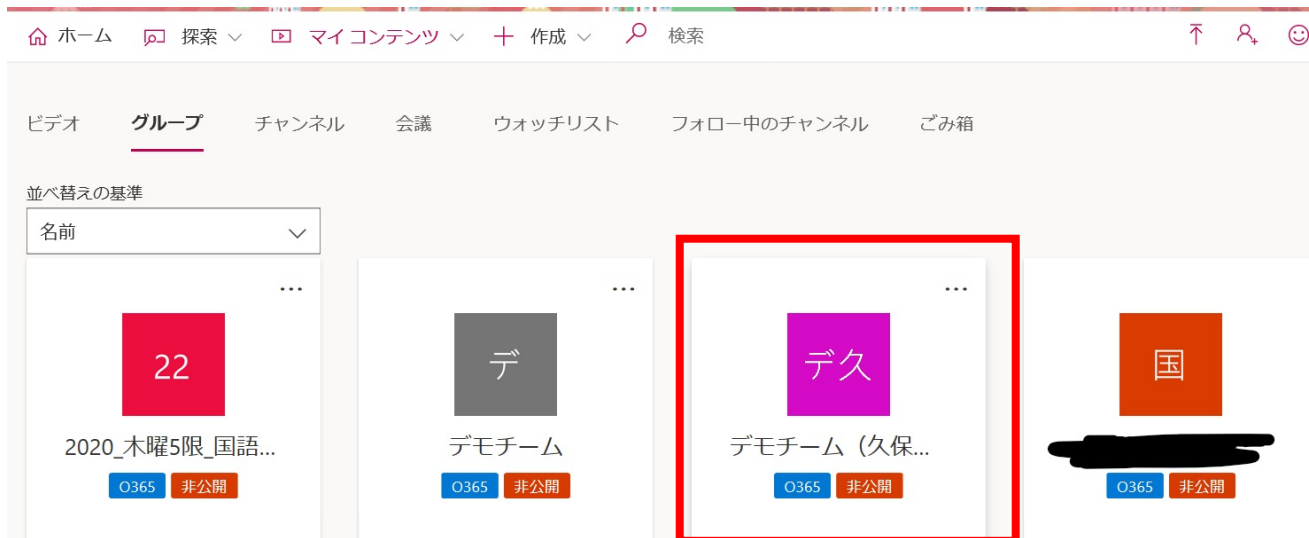 ホーム 探索 マイ コンテンツ 作成 検索
ビデオ グループ チャンネル 会議 ウォッチリスト フォロー中のチャンネル ごみ箱
並べ替えの基準
名前
22 デ デ久 国
2020_木曜5限_国語... デモチーム デモチーム（久保...
O365 非公開 O365 非公開 O365 非公開 O365 非公開